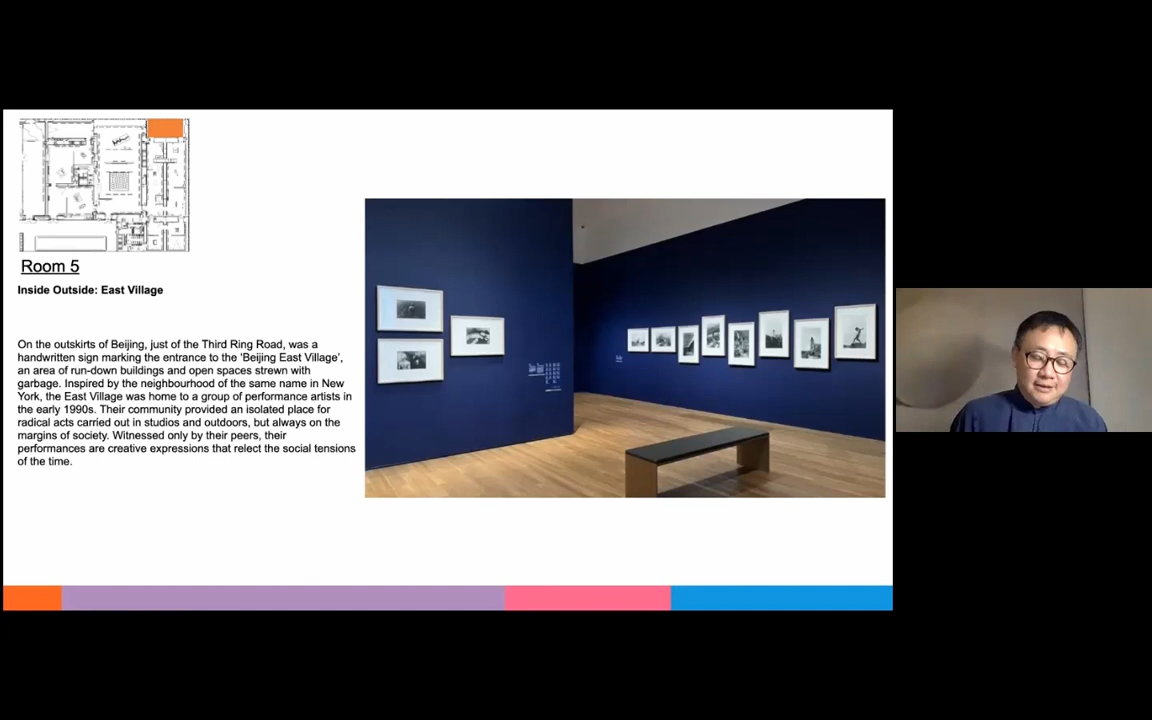 Room 5
Inside Outside: East Village
On the outskirts of Beijing, just of the Third Ring Road, was a
handwritten sign marking the entrance to the ‘Beijing East Village’,
an area of run-down buildings and open spaces strewn with
garbage. Inspired by the neighbourhood of the same name in New
York, the East Village was home to a group of performance artists in
the early 1990s. Their community provided an isolated place for
radical acts carried out in studios and outdoors, but always on the
margins of society. Witnessed only by their peers, their
performances are creative expressions that relect the social tensions
of the time.